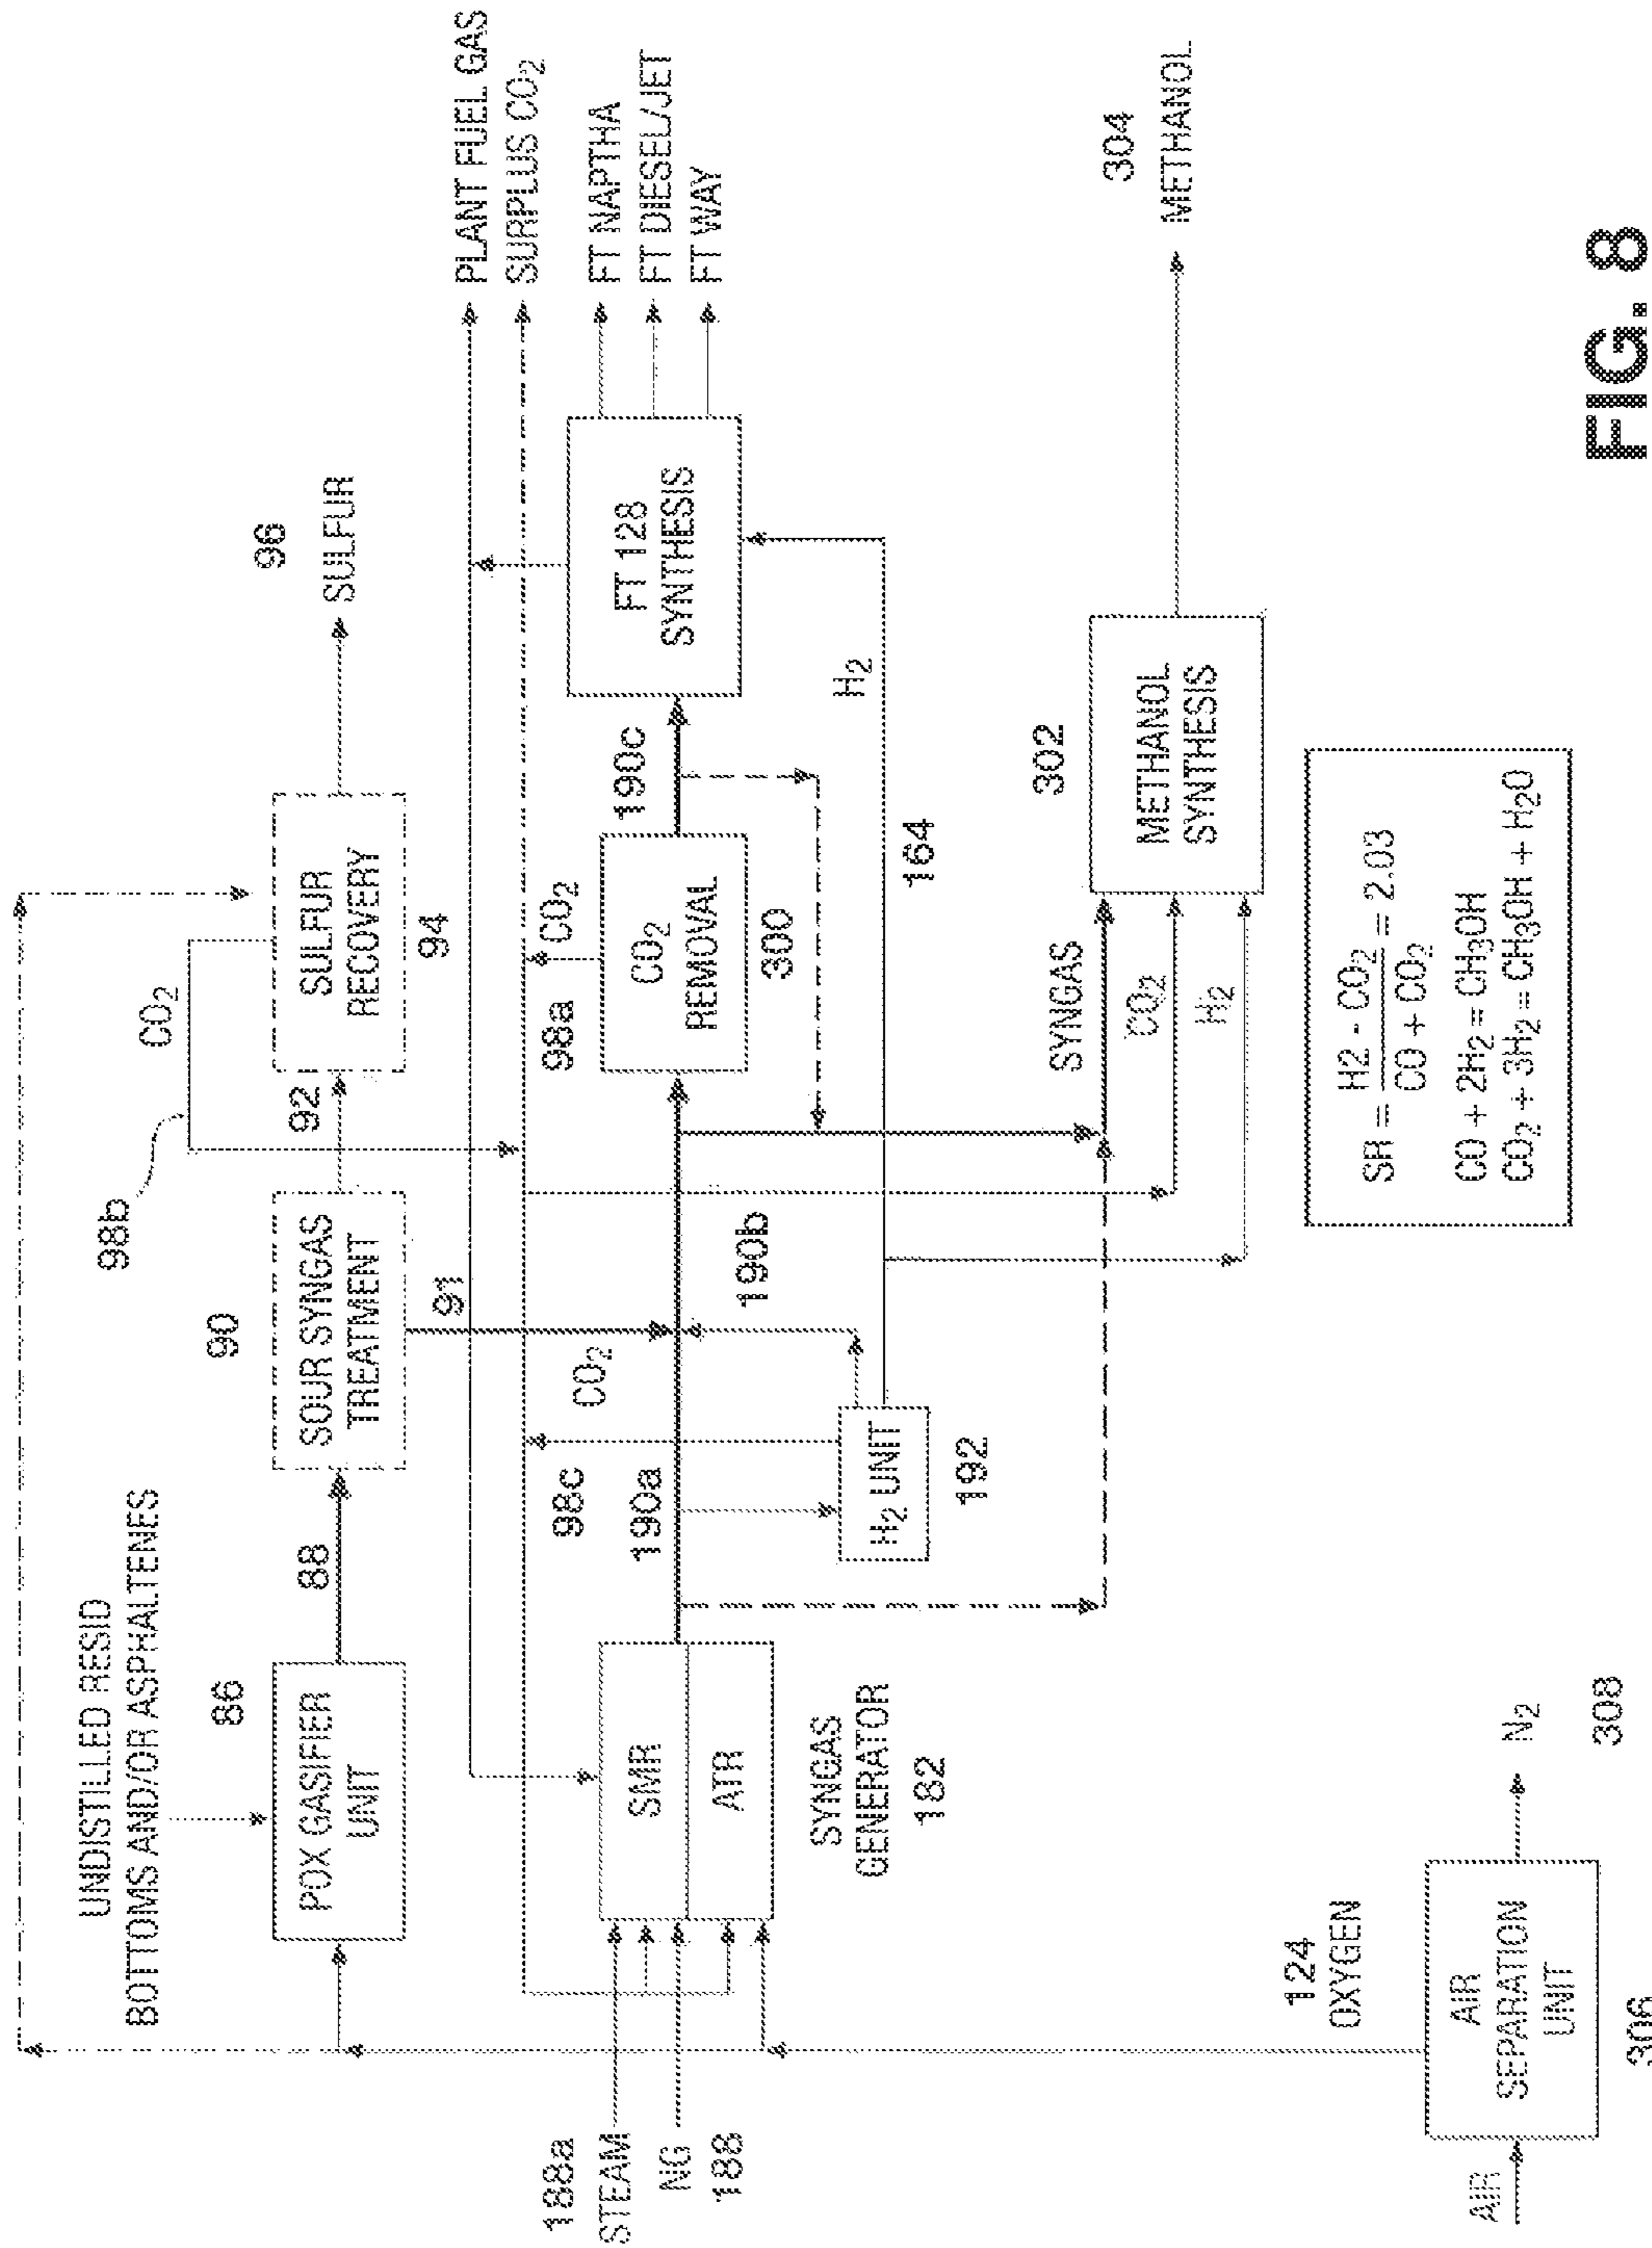 UNDISTILLED RESID
BOTTOMS AND/OR ASPHALTENES
86
POX GASIFIER
UNIT
88
90
SOUR SYNGAS
TREATMENT
91
92
98b
CO₂
SULFUR
RECOVERY
94
96
SULFUR
PLANT FUEL GAS
SURPLUS CO₂
188a
STEAM
NG
188
SMR
ATR
SYNGAS
GENERATOR
182
98c
CO₂
190a
190b
H₂ UNIT
192
98a
CO₂
CO₂
REMOVAL
300
190c
FT 128
SYNTHESIS
FT NAPTHA
FT DIESEL/JET
FT WAY
H₂
164
SYNGAS
CO₂
H₂
302
METHANOL
SYNTHESIS
304
METHANOL
124
OXYGEN
AIR
AIR
SEPARATION
UNIT
306
N₂
308
SR = H2 - CO₂ / CO + CO₂ = 2.03
CO + 2H₂ = CH₃OH
CO₂ + 3H₂ = CH₃OH + H₂O
FIG. 8